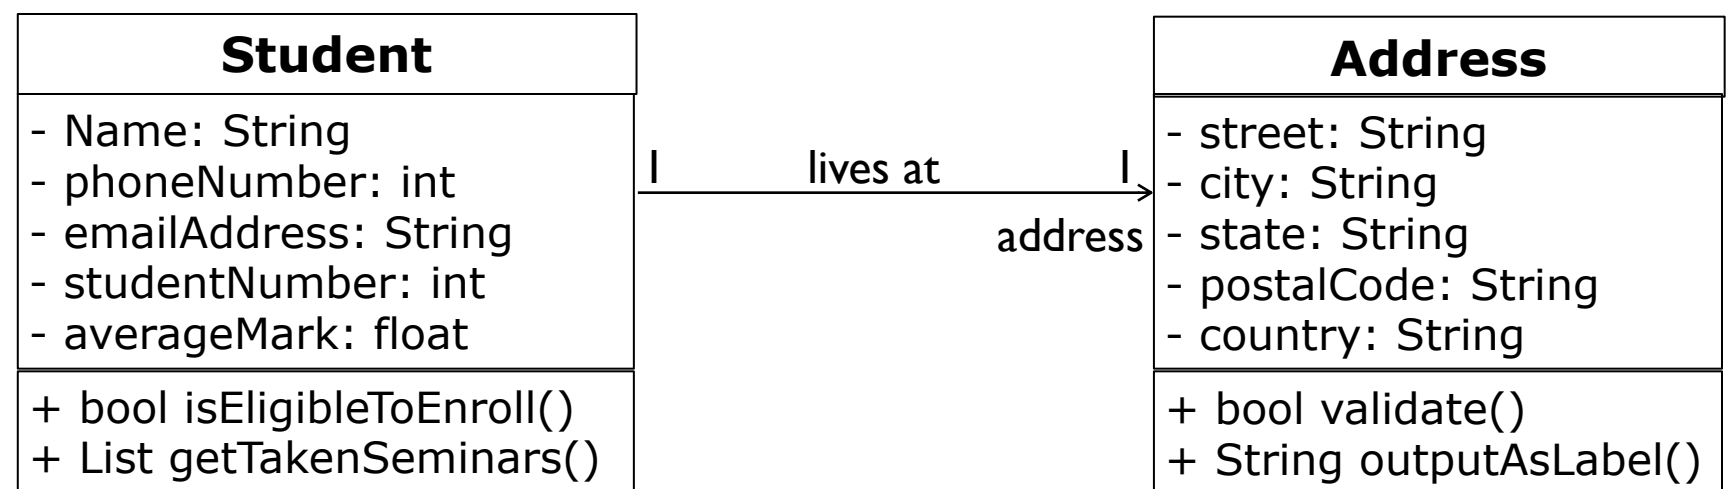 Student
- Name: String
- phoneNumber: int
- emailAddress: String
- studentNumber: int
- averageMark: float
+ bool isEligibleToEnroll()
+ List getTakenSeminars()
1 lives at 1
address
Address
- street: String
- city: String
- state: String
- postalCode: String
- country: String
+ bool validate()
+ String outputAsLabel()